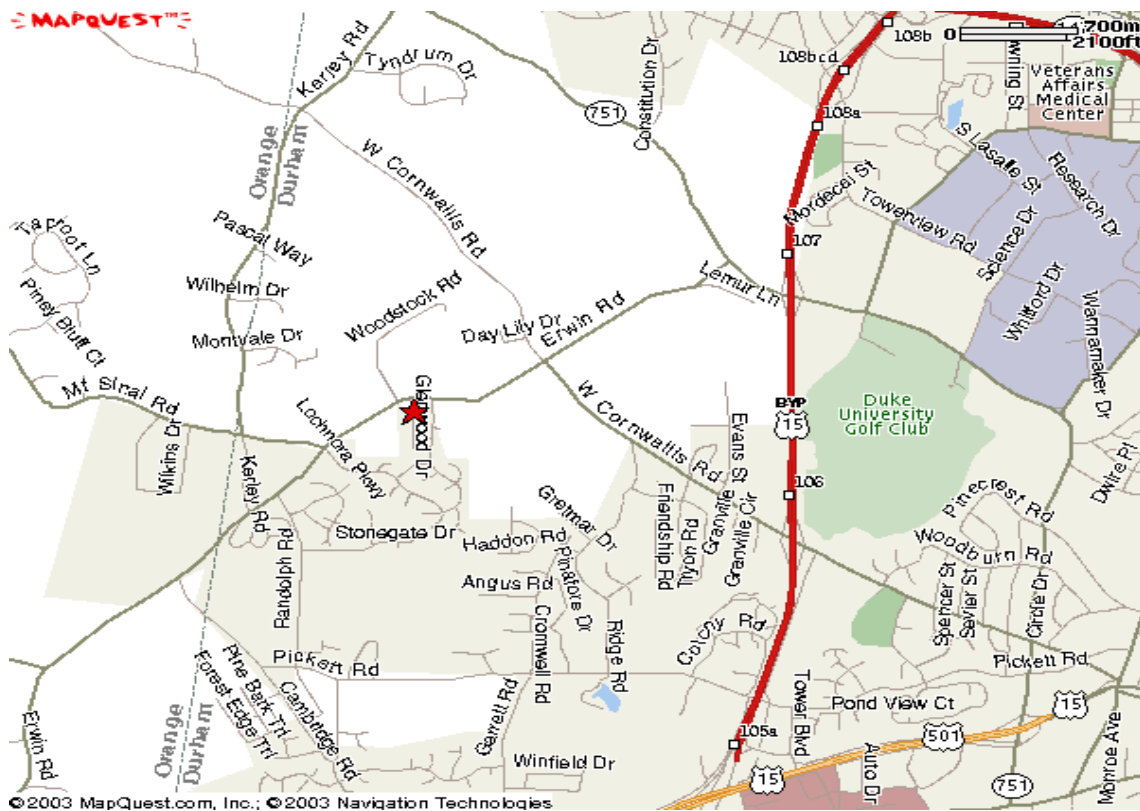 MAPQUEST™
0 700m
2100ft
Kerley Rd
Tyndrum Dr
751
Constitution Dr
108b
108bcd
108a
Veterans
Affairs
Medical
Center
Orange
Durham
W Cornwallis Rd
Mordecai St
S Lasalle St
Research Dr
Towerview Rd
Science Dr
Taproot Ln
Pascal Way
107
Piney Bluff Ct
Wilhelm Dr
Woodstock Rd
Lemur Ln
Whitford Dr
Wannamaker Dr
Montvale Dr
Day Lily Dr
Erwin Rd
Mt Sinai Rd
Glenwood Dr
Lochnora Pkwy
W Cornwallis Rd
BYP
15
Duke
University
Golf Club
Wilkins Dr
Kerley Rd
Evans St
Dwire Pl
106
Gretmar Dr
Friendship Rd
Tryon Rd
Granville
Granville Cir
Pinecrest Rd
Stonegate Dr
Haddon Rd
Woodburn Rd
Randolph Rd
Angus Rd
Pinafore Dr
Cromwell Rd
Ridge Rd
Colony Rd
Spencer St
Sevier St
Circle Dr
Pickett Rd
Pickett Rd
Pine Bark Trl
Forest Edge Trl
Cambridge Rd
Garrett Rd
Tower Blvd
Pond View Ct
15
501
Monroe Ave
Orange
Durham
Erwin Rd
105a
Winfield Dr
15
Auto Dr
751
©2003 MapQuest.com, Inc.; ©2003 Navigation Technologies